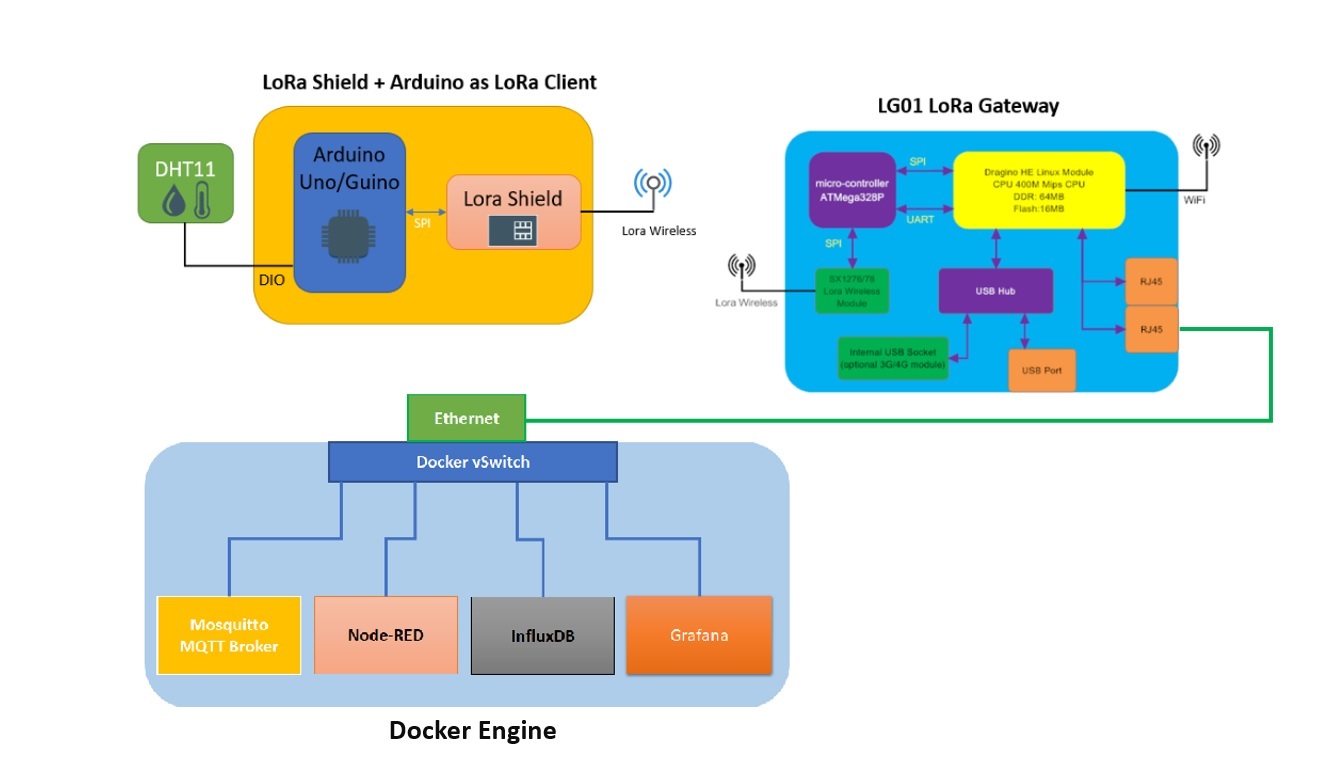 LoRa Shield + Arduino as LoRa Client
DHT11
Arduino
Uno/Guino
SPI
Lora Shield
DIO
Lora Wireless
LG01 LoRa Gateway
micro-controller
ATMega328P
SPI
UART
SPI
Dragino HE Linux Module
CPU 400M Mips CPU
DDR: 64MB
Flash:16MB
WiFi
Lora Wireless
SX1276/78
Lora Wireless
Module
USB Hub
RJ45
RJ45
Internal USB Socket
(optional 3G/4G module)
USB Port
Ethernet
Docker vSwitch
Mosquitto
MQTT Broker
Node-RED
InfluxDB
Grafana
Docker Engine